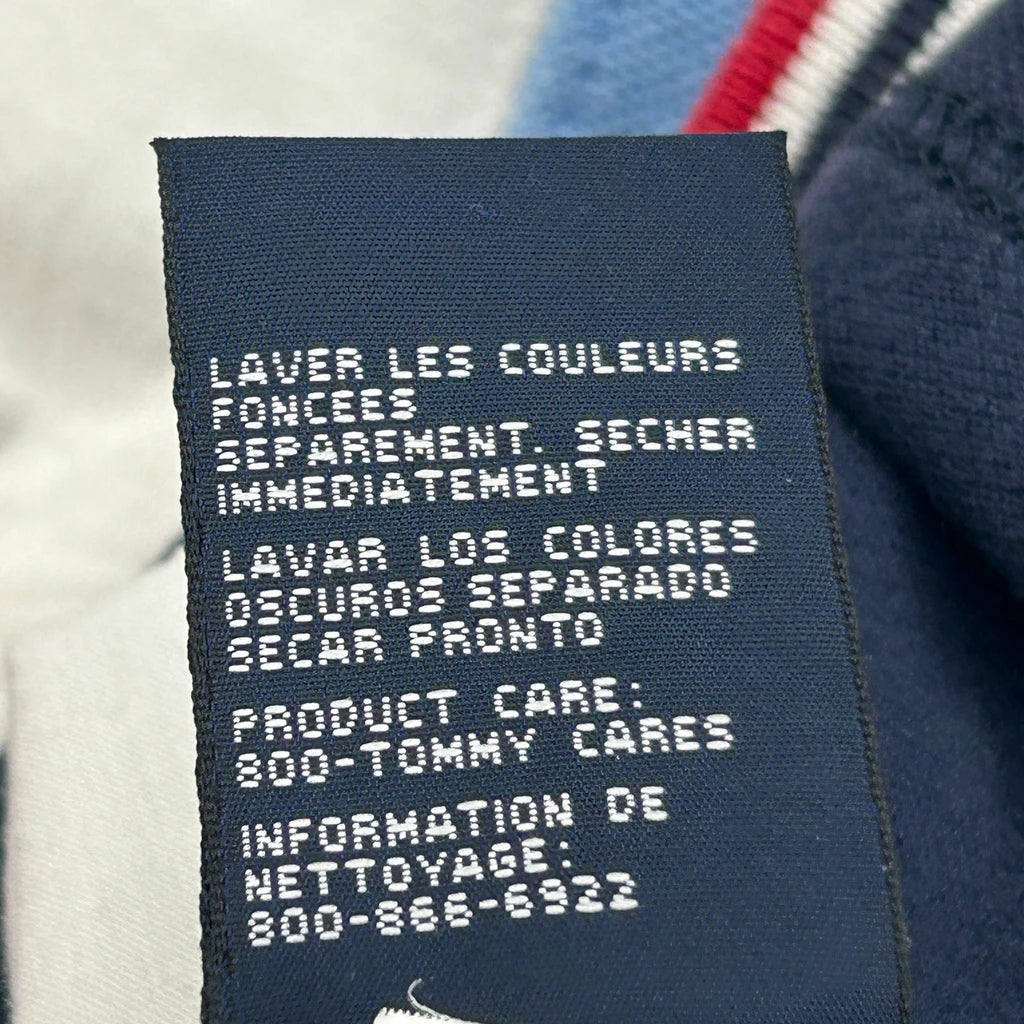 LAVER LES COULEURS
FONCEES
SEPAREMENT. SECHER
IMMEDIATEMENT
LAVAR LOS COLORES
OSCUROS SEPARADO
SECAR PRONTO
PRODUCT CARE:
800-TOMMY CARES
INFORMATION DE
NETTOYAGE:
800-866-6922